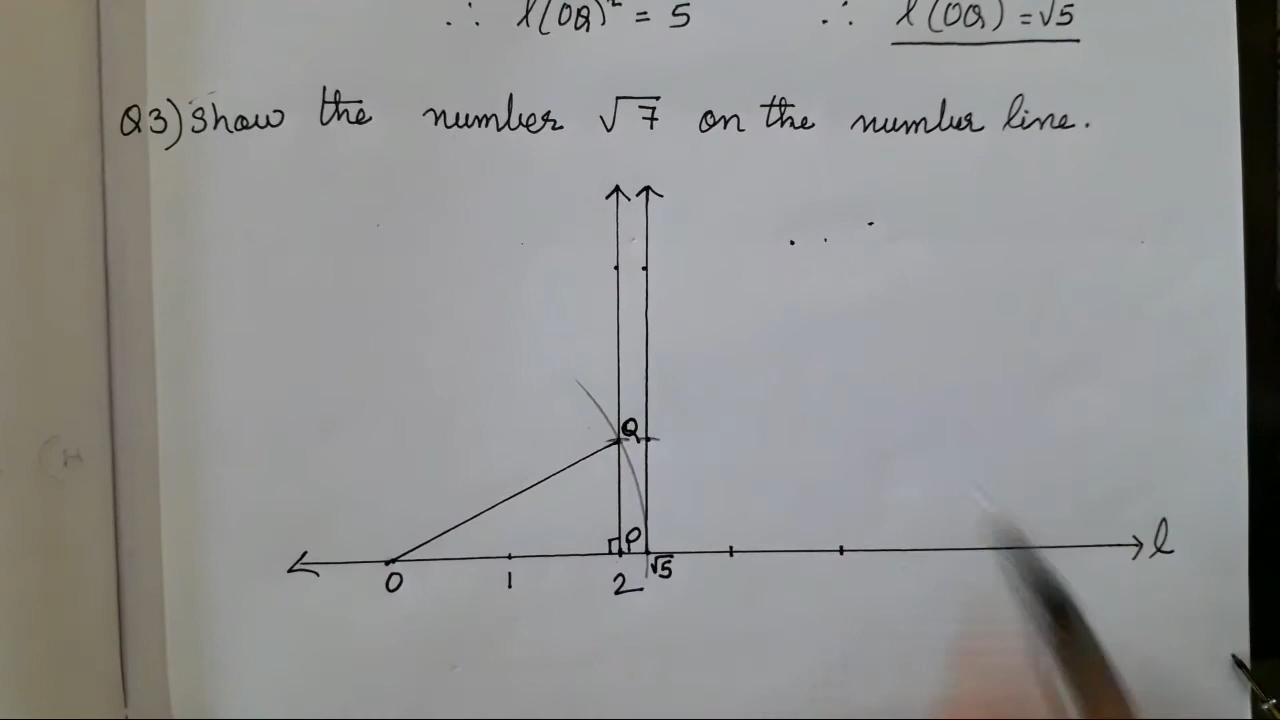 ∴ l(OQ)² = 5 ∴ l(OQ) = √5
Q3) Show the number √7 on the number line.
Q
P
l
0 1 2 √5